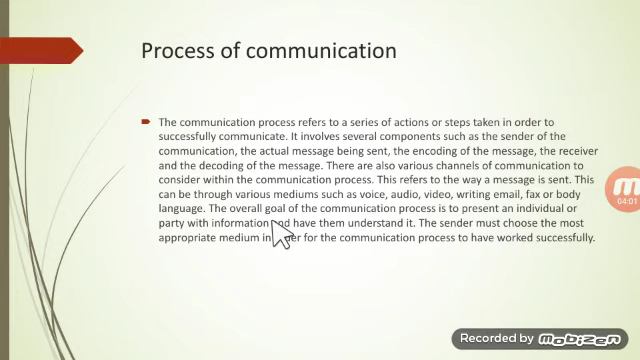 Process of communication
The communication process refers to a series of actions or steps taken in order to
successfully communicate. It involves several components such as the sender of the
communication, the actual message being sent, the encoding of the message, the receiver
and the decoding of the message. There are also various channels of communication to
consider within the communication process. This refers to the way a message is sent. This
can be through various mediums such as voice, audio, video, writing email, fax or body
language. The overall goal of the communication process is to present an individual or
party with information and have them understand it. The sender must choose the most
appropriate medium in for the communication process to have worked successfully.
04:01
Recorded by mobizen